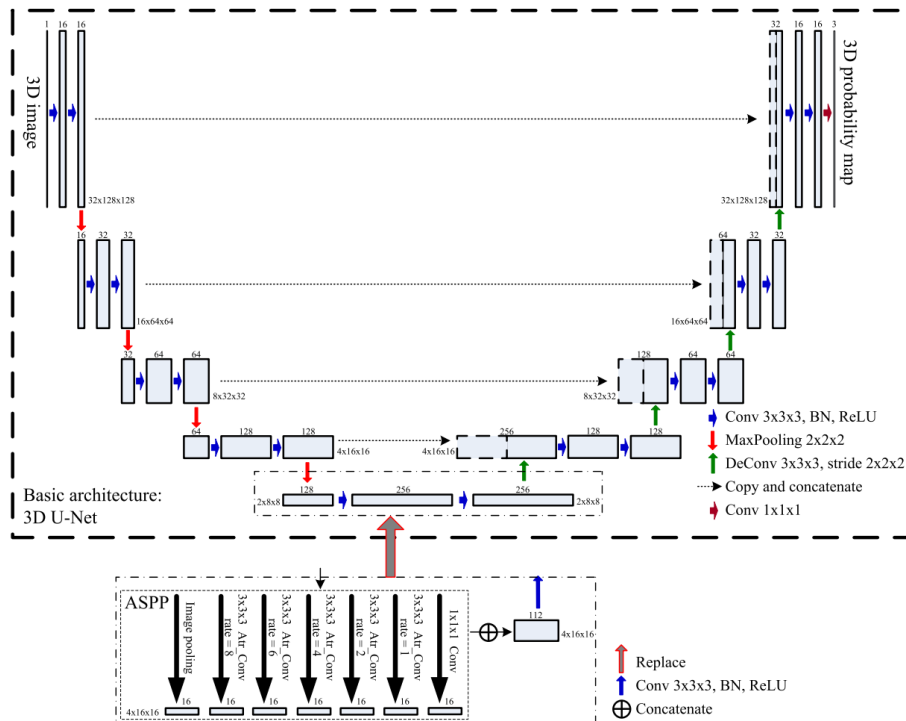 1 16 16
3D image
32x128x128
32 16 16 3
3D probability map
32x128x128
16 32 32
16x64x64
64 32 32
16x64x64
32 64 64
8x32x32
128 64 64
8x32x32
64 128 128
4x16x16
256 128 128
4x16x16
128 256 256
2x8x8
2x8x8
Conv 3x3x3, BN, ReLU
MaxPooling 2x2x2
DeConv 3x3x3, stride 2x2x2
Copy and concatenate
Conv 1x1x1
Basic architecture:
3D U-Net
ASPP
Image pooling
3x3x3 Atr_Conv
rate = 8
3x3x3 Atr_Conv
rate = 6
3x3x3 Atr_Conv
rate = 4
3x3x3 Atr_Conv
rate = 2
3x3x3 Atr_Conv
rate = 1
1x1x1 Conv
16 16 16 16 16 16 16
4x16x16
112
4x16x16
Replace
Conv 3x3x3, BN, ReLU
Concatenate